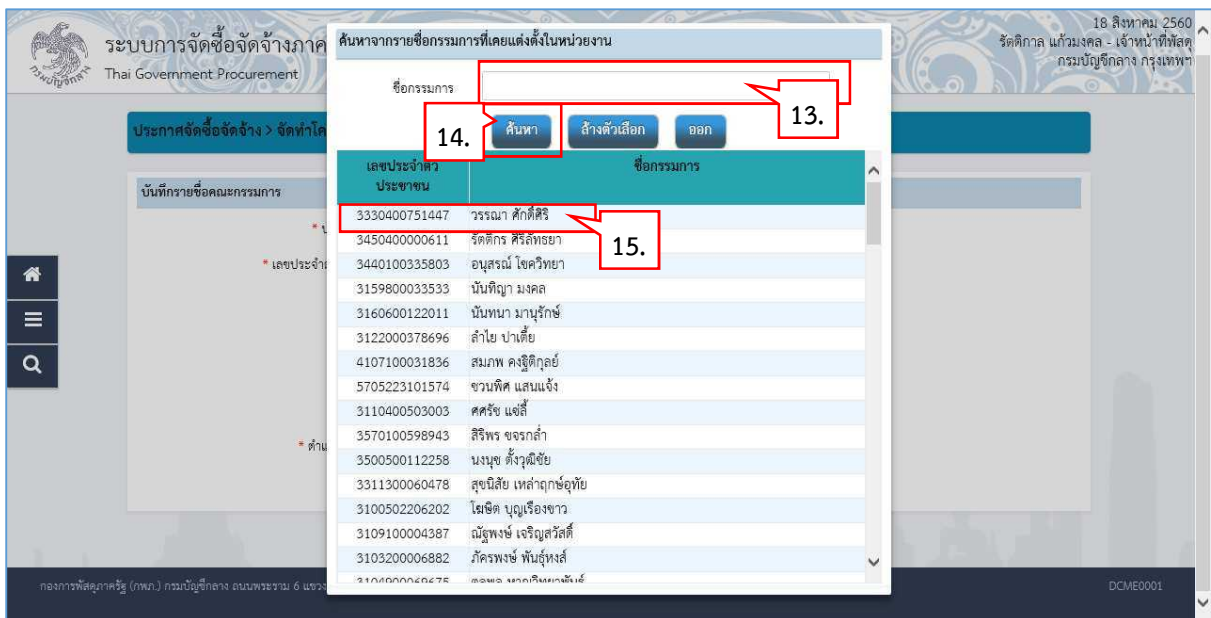 18 สิงหาคม 2560
ระบบการจัดซื้อจัดจ้างภาค
รัตติกาล แก้วมงคล - เจ้าหน้าที่พัสดุ
Thai Government Procurement
กรมบัญชีกลาง กรุงเทพฯ
ค้นหาจากรายชื่อกรรมการที่เคยแต่งตั้งในหน่วยงาน
ชื่อกรรมการ
13.
14.
ค้นหา ล้างตัวเลือก ออก
ประกาศจัดซื้อจัดจ้าง > จัดทำโค
เลขประจำตัวประชาชน ชื่อกรรมการ
บันทึกรายชื่อคณะกรรมการ
3330400751447 วรรณา ศักดิ์ศิริ
15.
3450400000611 รัตติกร ศิริลัทธยา
* เลขประจำ
3440100335803 อนุสรณ์ โชควิทยา
3159800033533 นันทิญา มงคล
3160600122011 นันทนา มานุรักษ์
3122000378696 ลำไย ปาเตี้ย
4107100031836 สมภพ คงฐิติกุลย์
5705223101574 ชวนพิศ แสนแจ้ง
3110400503003 ศศรัช แซ่ลี้
3570100598943 สิริพร ขจรกล่ำ
* ตำแ
3500500112258 นงนุช ตั้งวุฒิชัย
3311300060478 สุขนิสัย เหล่าฤกษ์อุทัย
3100502206202 โฆษิต บุญเรืองขาว
3109100004387 ณัฐพงษ์ เจริญสวัสดิ์
3103200006882 ภัครพงษ์ พันธุ์หงส์
กองการพัสดุภาครัฐ (กพภ.) กรมบัญชีกลาง ถนนพระราม 6 แขวง
DCME0001